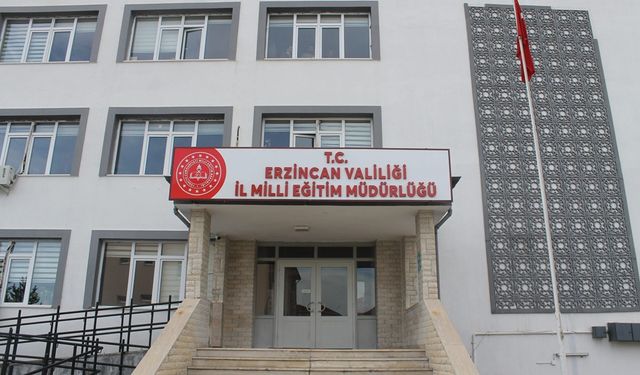 T.C.
ERZİNCAN VALİLİĞİ
İL MİLLİ EĞİTİM MÜDÜRLÜĞÜ